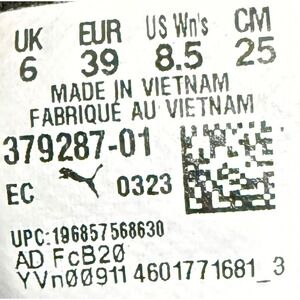 UK EUR US Wn's CM
6 39 8.5 25
MADE IN VIETNAM
FABRIQUE AU VIETNAM
379287-01
EC 0323
UPC:196857568630
AD FcB20
YVn00911 4601771681_3